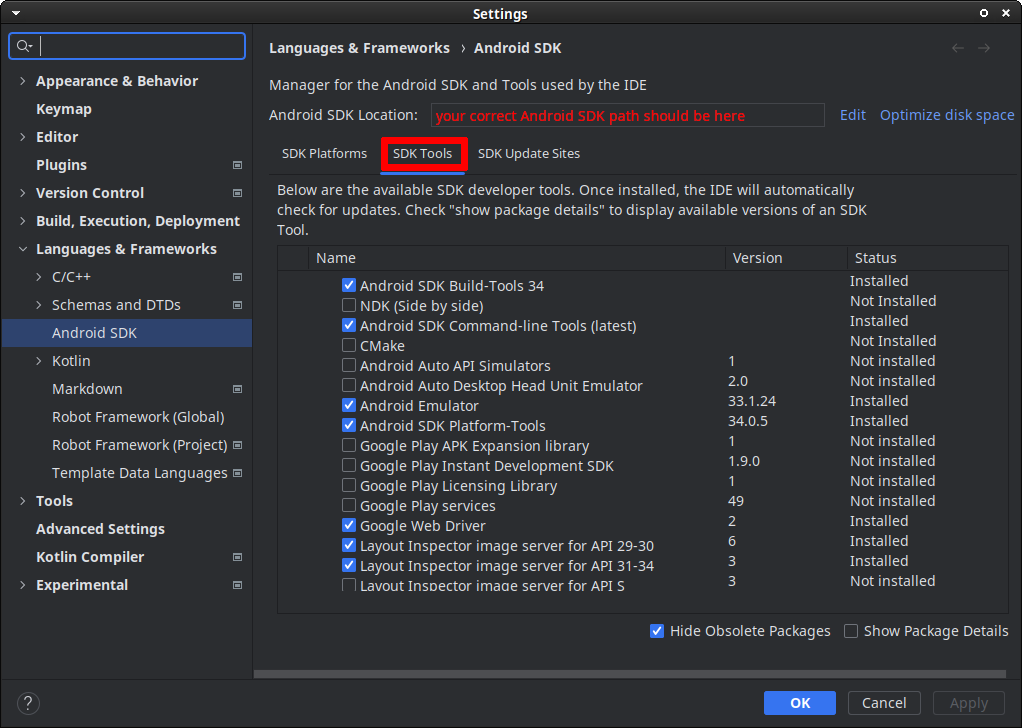 Settings
Languages & Frameworks › Android SDK
Appearance & Behavior
Keymap
Editor
Plugins
Version Control
Build, Execution, Deployment
Languages & Frameworks
C/C++
Schemas and DTDs
Android SDK
Kotlin
Markdown
Robot Framework (Global)
Robot Framework (Project)
Template Data Languages
Tools
Advanced Settings
Kotlin Compiler
Experimental
Manager for the Android SDK and Tools used by the IDE
Android SDK Location: your correct Android SDK path should be here Edit Optimize disk space
SDK Platforms SDK Tools SDK Update Sites
Below are the available SDK developer tools. Once installed, the IDE will automatically
check for updates. Check "show package details" to display available versions of an SDK
Tool.
Name Version Status
Android SDK Build-Tools 34 Installed
NDK (Side by side) Not Installed
Android SDK Command-line Tools (latest) Installed
CMake Not Installed
Android Auto API Simulators 1 Not installed
Android Auto Desktop Head Unit Emulator 2.0 Not installed
Android Emulator 33.1.24 Installed
Android SDK Platform-Tools 34.0.5 Installed
Google Play APK Expansion library 1 Not installed
Google Play Instant Development SDK 1.9.0 Not installed
Google Play Licensing Library 1 Not installed
Google Play services 49 Not installed
Google Web Driver 2 Installed
Layout Inspector image server for API 29-30 6 Installed
Layout Inspector image server for API 31-34 3 Installed
Layout Inspector image server for API S 3 Not installed
Hide Obsolete Packages Show Package Details
? OK Cancel Apply